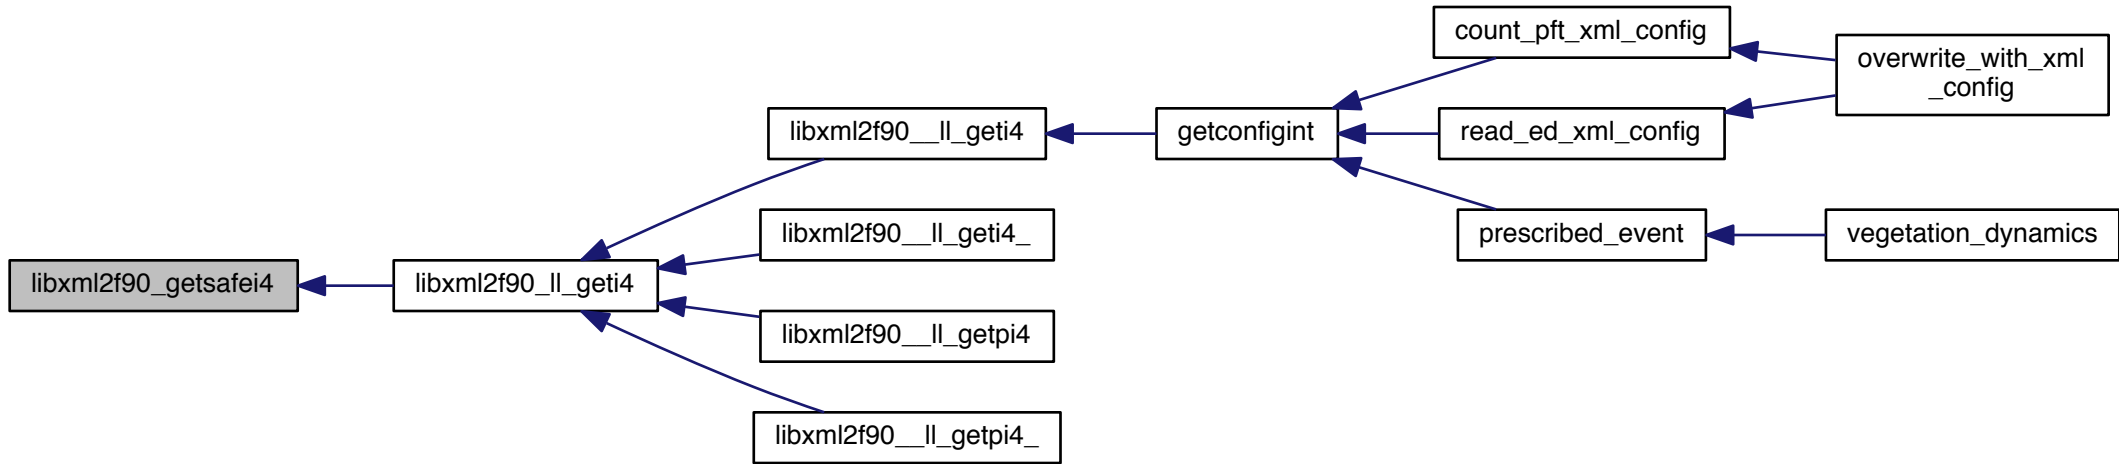 libxml2f90_getsafei4
libxml2f90_ll_geti4
libxml2f90__ll_geti4
libxml2f90__ll_geti4_
libxml2f90__ll_getpi4
libxml2f90__ll_getpi4_
getconfigint
count_pft_xml_config
read_ed_xml_config
prescribed_event
overwrite_with_xml
_config
vegetation_dynamics